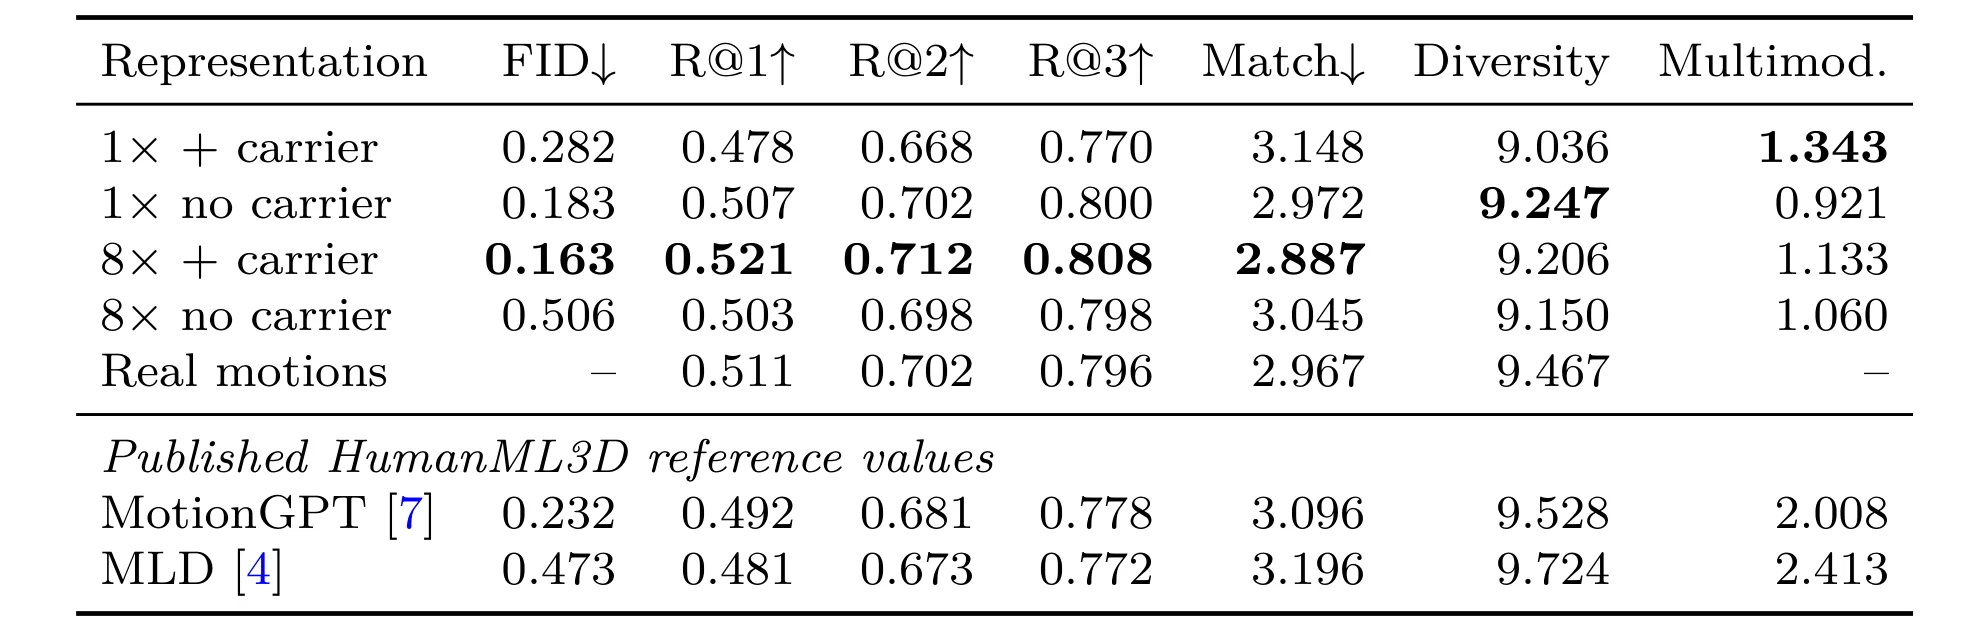 Representation FID↓ R@1↑ R@2↑ R@3↑ Match↓ Diversity Multimod.
1× + carrier 0.282 0.478 0.668 0.770 3.148 9.036 1.343
1× no carrier 0.183 0.507 0.702 0.800 2.972 9.247 0.921
8× + carrier 0.163 0.521 0.712 0.808 2.887 9.206 1.133
8× no carrier 0.506 0.503 0.698 0.798 3.045 9.150 1.060
Real motions – 0.511 0.702 0.796 2.967 9.467 –
Published HumanML3D reference values
MotionGPT [7] 0.232 0.492 0.681 0.778 3.096 9.528 2.008
MLD [4] 0.473 0.481 0.673 0.772 3.196 9.724 2.413